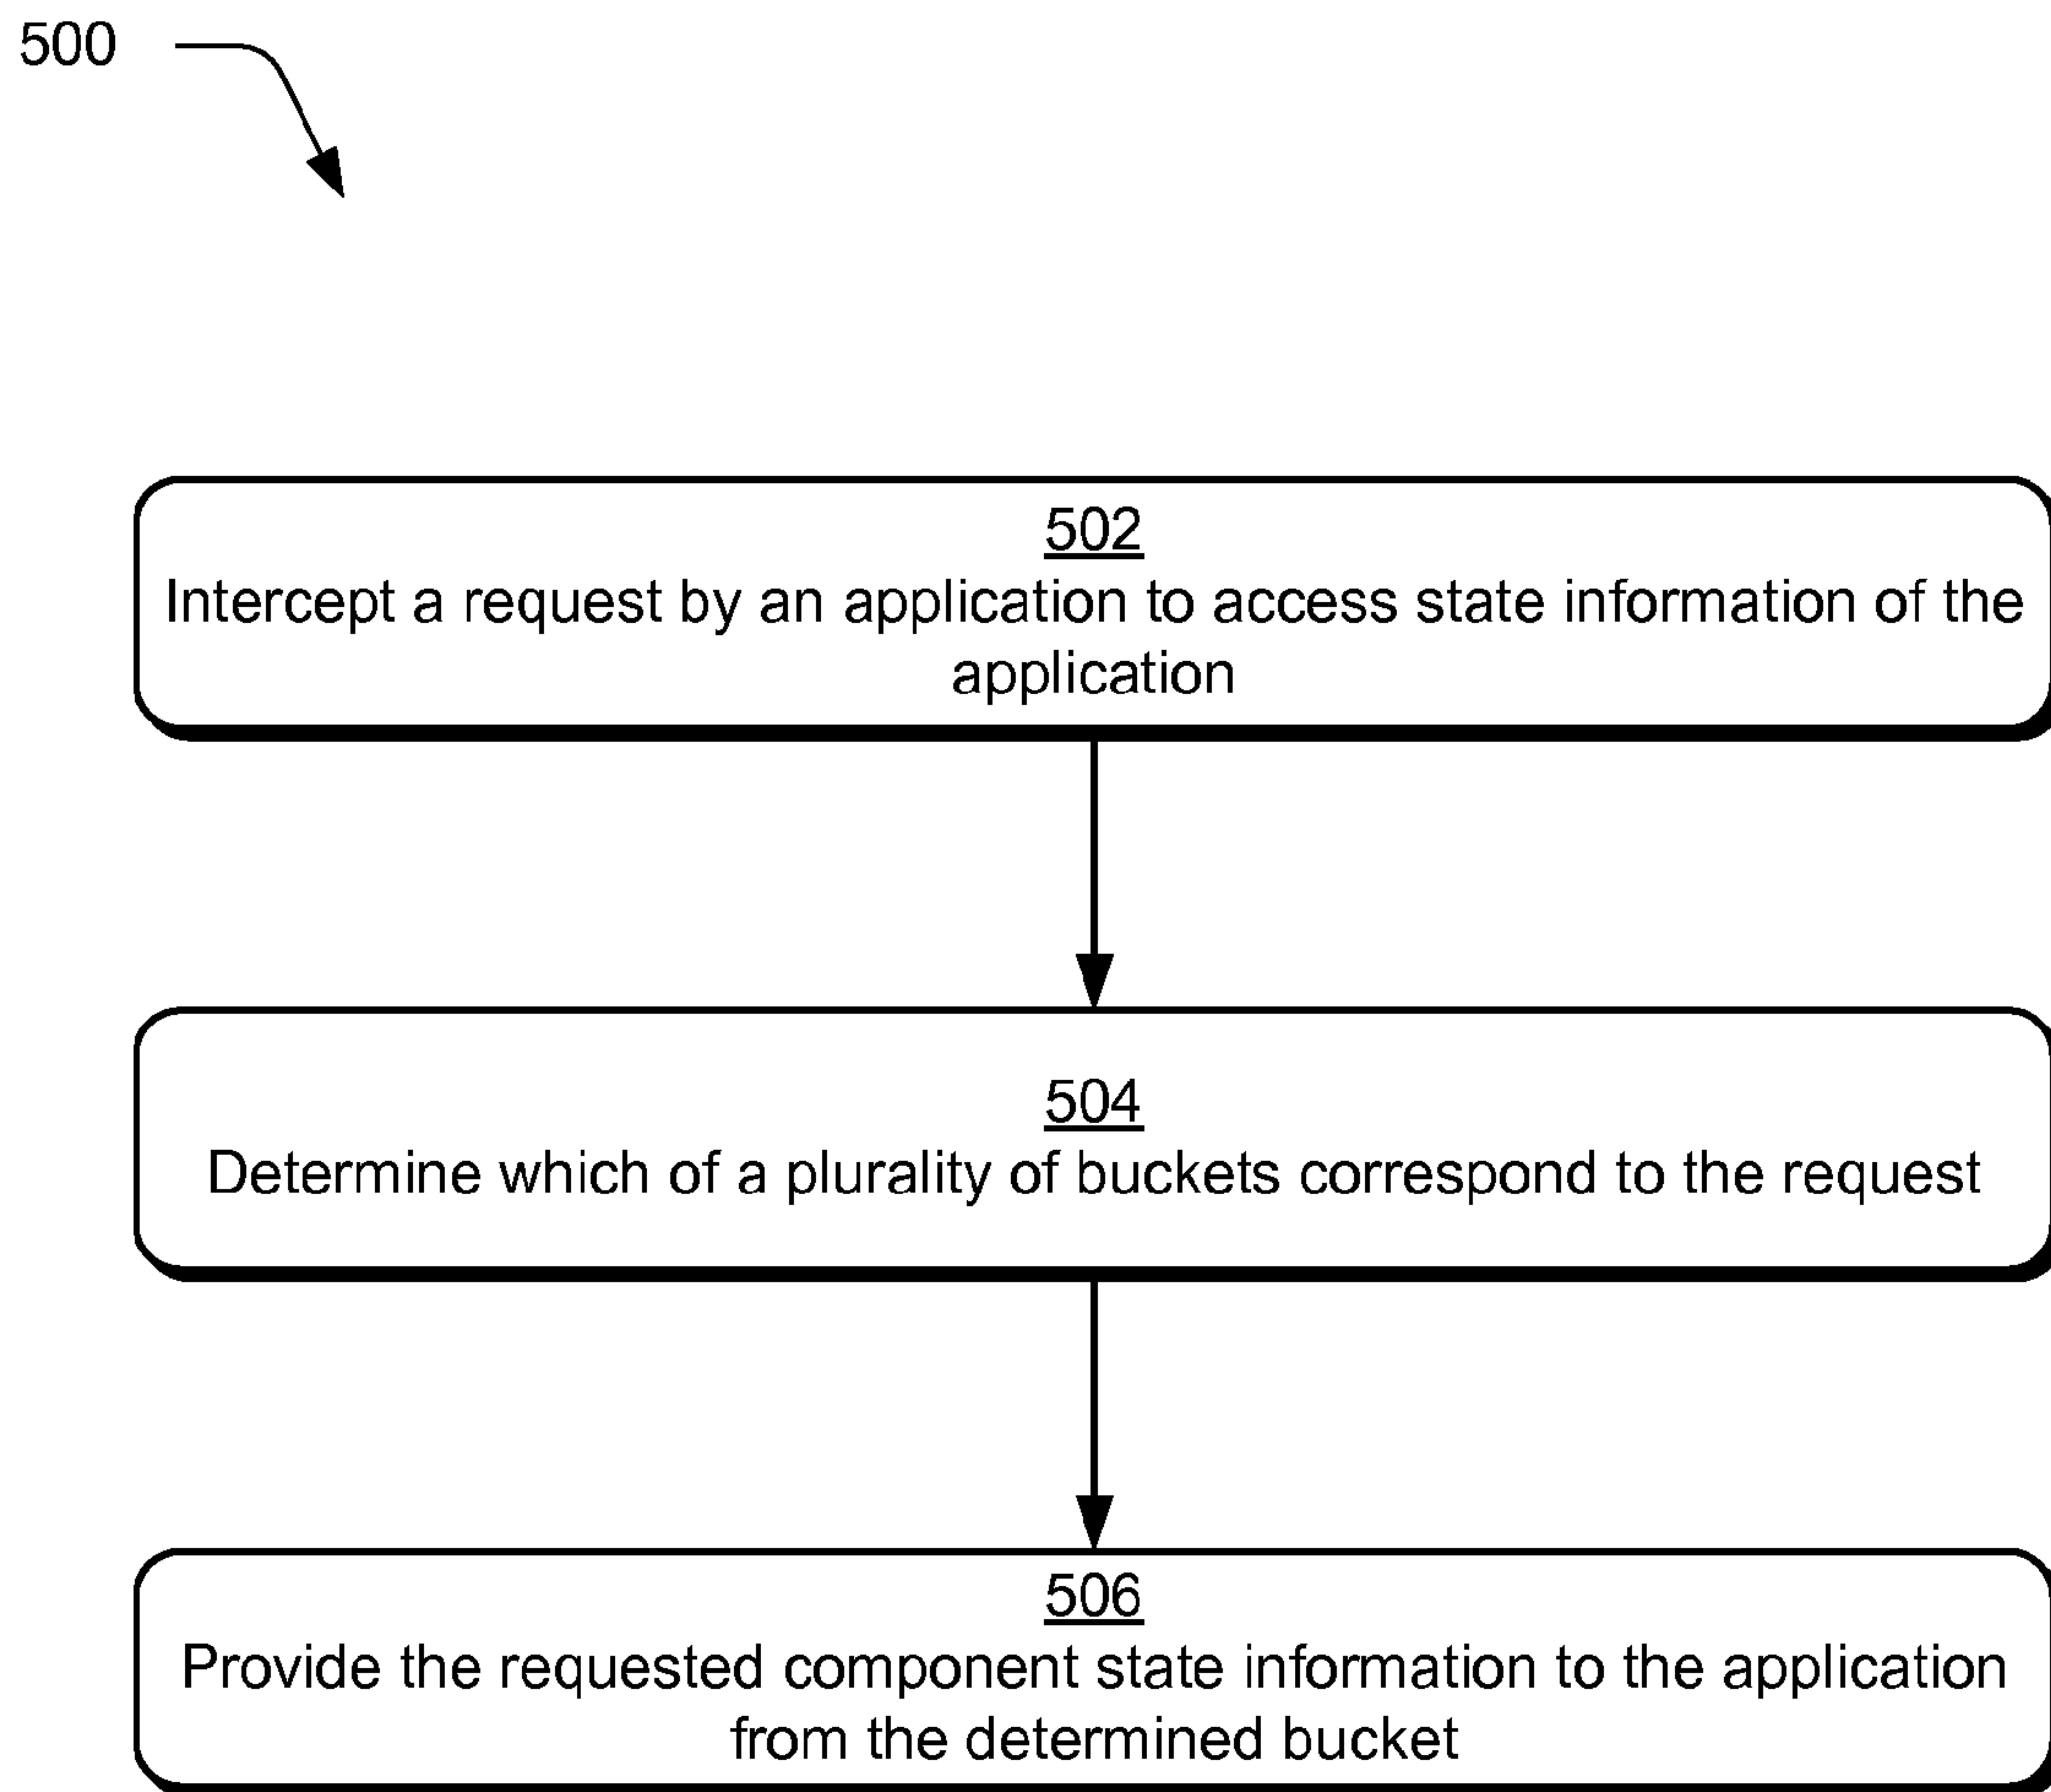 500
502
Intercept a request by an application to access state information of the
application
504
Determine which of a plurality of buckets correspond to the request
506
Provide the requested component state information to the application
from the determined bucket